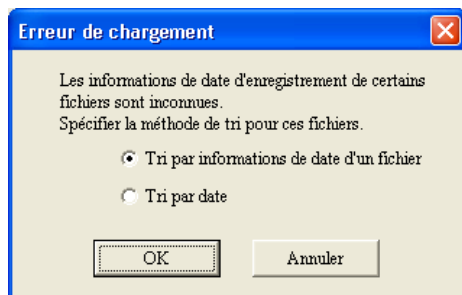 Erreur de chargement
Les informations de date d'enregistrement de certains
fichiers sont inconnues.
Spécifier la méthode de tri pour ces fichiers.
Tri par informations de date d'un fichier
Tri par date
OK
Annuler